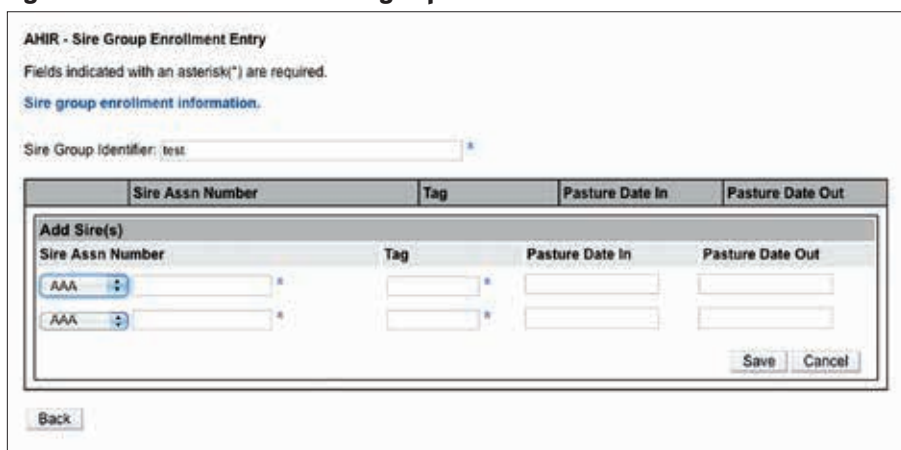 AHIR - Sire Group Enrollment Entry
Fields indicated with an asterisk(*) are required.
Sire group enrollment information.
Sire Group Identifier: test *
Sire Assn Number Tag Pasture Date In Pasture Date Out
Add Sire(s)
Sire Assn Number Tag Pasture Date In Pasture Date Out
AAA * *
AAA * *
Save Cancel
Back